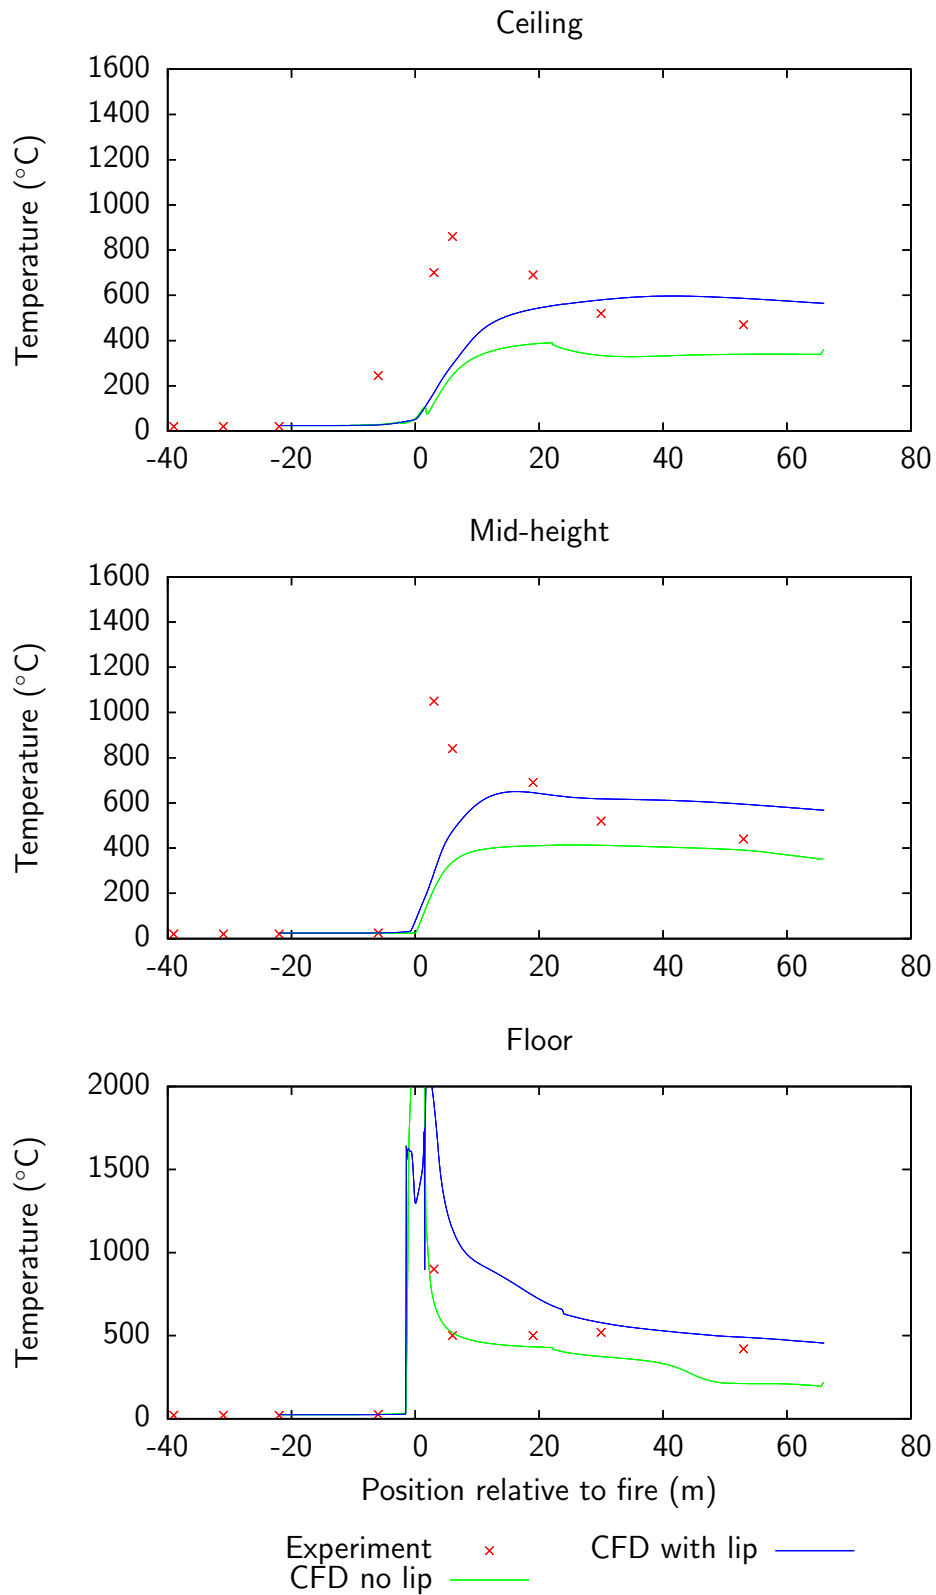 Ceiling
Temperature (°C)
1600
1400
1200
1000
800
600
400
200
0
-40 -20 0 20 40 60 80
Mid-height
Temperature (°C)
1600
1400
1200
1000
800
600
400
200
0
-40 -20 0 20 40 60 80
Floor
Temperature (°C)
2000
1500
1000
500
0
-40 -20 0 20 40 60 80
Position relative to fire (m)
Experiment CFD with lip
CFD no lip